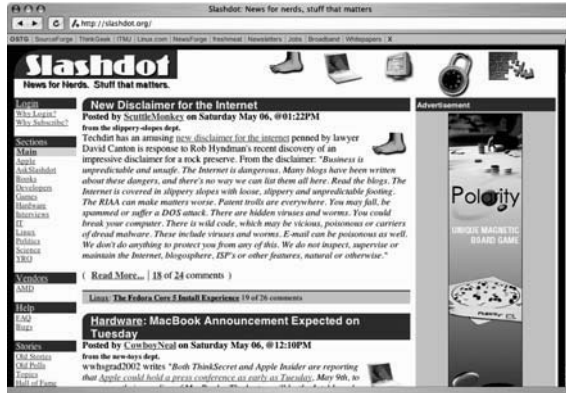 Slashdot: News for nerds, stuff that matters
http://slashdot.org/
OSTG | SourceForge | ThinkGeek | ITMJ | Linux.com | NewsForge | freshmeat | Newsletters | Jobs | Broadband | Whitepapers | X
Slashdot
News for Nerds. Stuff that matters.
Login
Why Login?
Why Subscribe?
Sections
Main
Apple
AskSlashdot
Books
Developers
Games
Hardware
Interviews
IT
Linux
Politics
Science
YRO
Vendors
AMD
Help
FAQ
Bugs
Stories
Old Stories
Old Polls
Topics
Hall of Fame
New Disclaimer for the Internet
Posted by ScuttleMonkey on Saturday May 06, @01:22PM
from the slippery-slopes dept.
Techdirt has an amusing new disclaimer for the internet penned by lawyer
David Canton is response to Rob Hyndman's recent discovery of an
impressive disclaimer for a rock preserve. From the disclaimer: "Business is
unpredictable and unsafe. The Internet is dangerous. Many blogs have been written
about these dangers, and there's no way we can list them all here. Read the blogs. The
Internet is covered in slippery slopes with loose, slippery and unpredictable footing.
The RIAA can make matters worse. Patent trolls are everywhere. You may fall, be
spammed or suffer a DOS attack. There are hidden viruses and worms. You could
break your computer. There is wild code, which may be vicious, poisonous or carriers
of dread malware. These include viruses and worms. E-mail can be poisonous as well.
We don't do anything to protect you from any of this. We do not inspect, supervise or
maintain the Internet, blogosphere, ISP's or other features, natural or otherwise."
( Read More... | 18 of 24 comments )
Linux: The Fedora Core 5 Install Experience 19 of 26 comments
Hardware: MacBook Announcement Expected on
Tuesday
Posted by CowboyNeal on Saturday May 06, @12:10PM
from the new-toys dept.
wwhsgrad2002 writes "Both ThinkSecret and Apple Insider are reporting
that Apple could hold a press conference as early as Tuesday, May 9th, to
Advertisement
Polarity
UNIQUE MAGNETIC
BOARD GAME